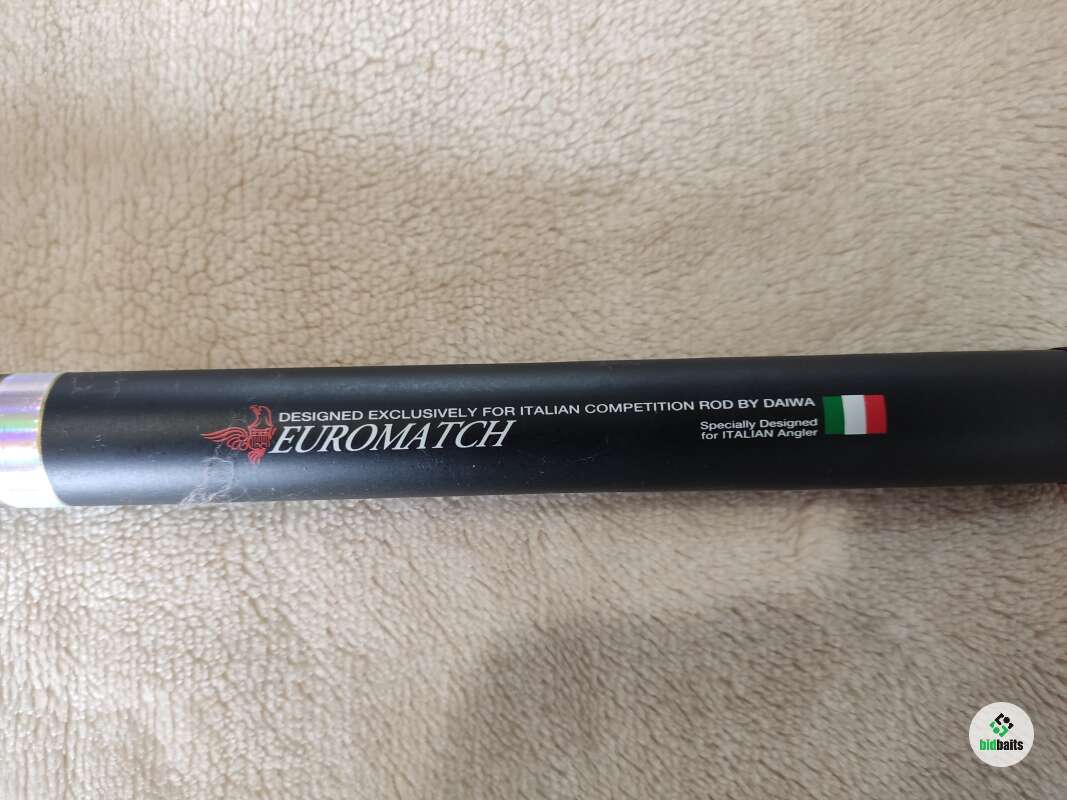 DESIGNED EXCLUSIVELY FOR ITALIAN COMPETITION ROD BY DAIWA
EUROMATCH
Specially Designed
for ITALIAN Angler
bidbaits